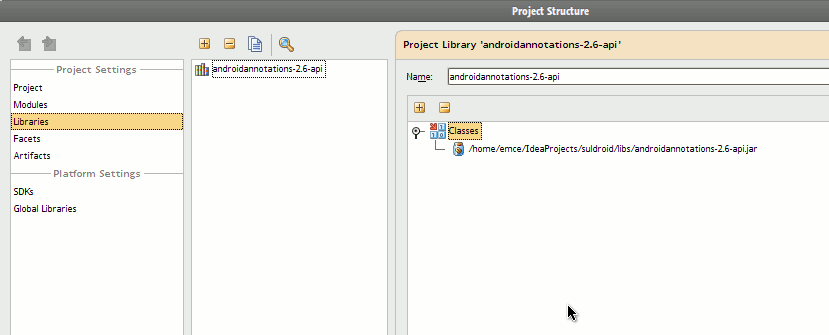 Project Structure
Project Settings
Project
Modules
Libraries
Facets
Artifacts
Platform Settings
SDKs
Global Libraries
androidannotations-2.6-api
Project Library 'androidannotations-2.6-api'
Name: androidannotations-2.6-api
Classes
/home/emce/IdeaProjects/suldroid/libs/androidannotations-2.6-api.jar